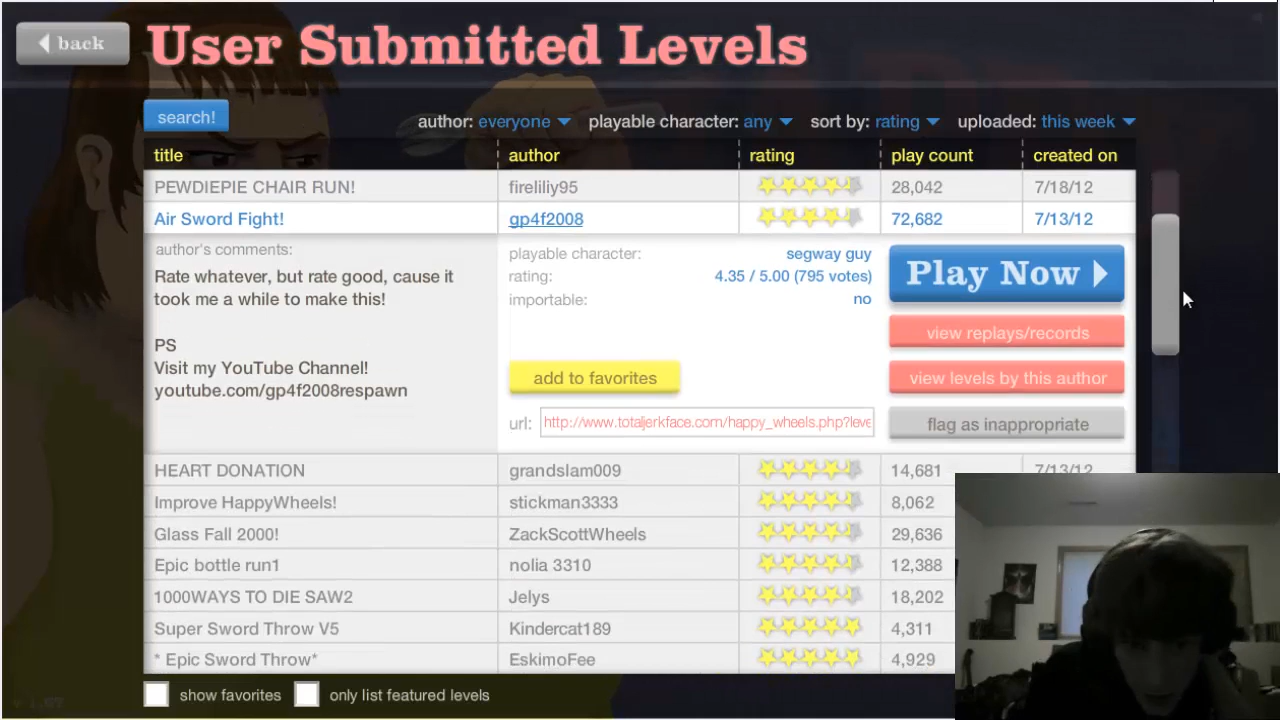 back
User Submitted Levels
search!
author: everyone playable character: any sort by: rating uploaded: this week
title author rating play count created on
PEWDIEPIE CHAIR RUN! fireliliy95 28,042 7/18/12
Air Sword Fight! gp4f2008 72,682 7/13/12
author's comments:
Rate whatever, but rate good, cause it
took me a while to make this!
PS
Visit my YouTube Channel!
youtube.com/gp4f2008respawn
playable character: segway guy
rating: 4.35 / 5.00 (795 votes)
importable: no
add to favorites
url: http://www.totaljerkface.com/happy_wheels.php?leve
Play Now
view replays/records
view levels by this author
flag as inappropriate
HEART DONATION grandslam009 14,681 7/13/12
Improve HappyWheels! stickman3333 8,062
Glass Fall 2000! ZackScottWheels 29,636
Epic bottle run1 nolia 3310 12,388
1000WAYS TO DIE SAW2 Jelys 18,202
Super Sword Throw V5 Kindercat189 4,311
* Epic Sword Throw* EskimoFee 4,929
show favorites only list featured levels